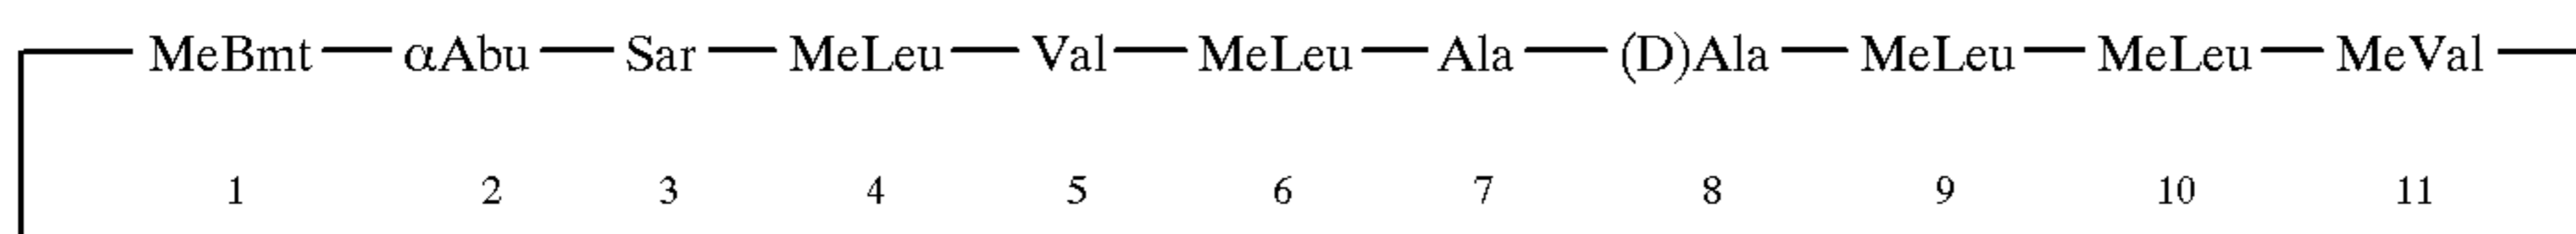 MeBmt — αAbu — Sar — MeLeu — Val — MeLeu — Ala — (D)Ala — MeLeu — MeLeu — MeVal
1 2 3 4 5 6 7 8 9 10 11